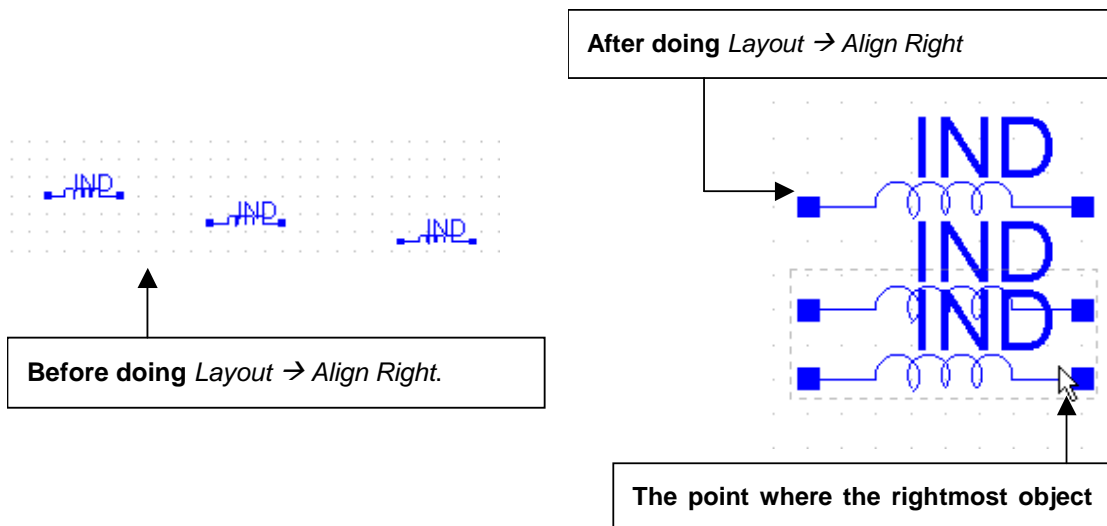 After doing Layout → Align Right
IND
IND
IND
IND
IND
IND
Before doing Layout → Align Right.
The point where the rightmost object